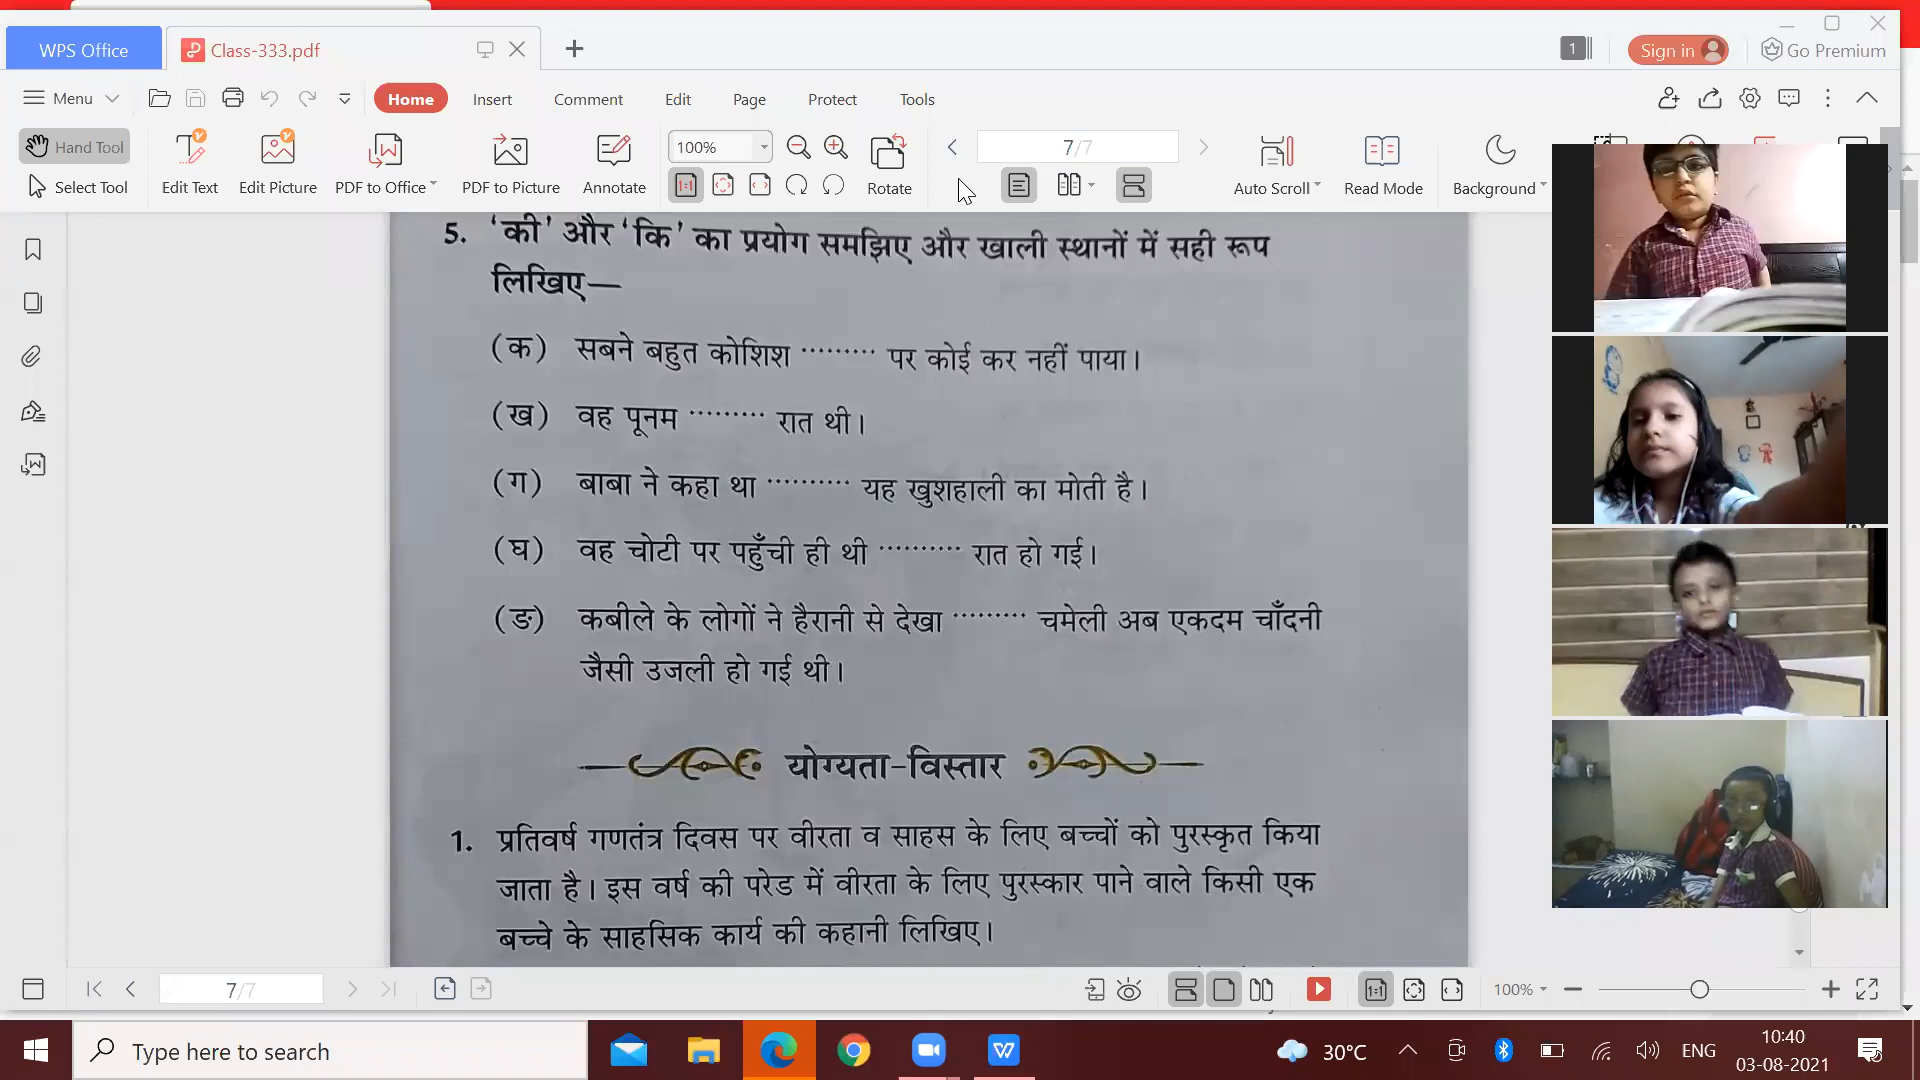 WPS Office
Class-333.pdf
1
Sign in
Go Premium
Menu
Home
Insert
Comment
Edit
Page
Protect
Tools
Hand Tool
Select Tool
Edit Text
Edit Picture
PDF to Office
PDF to Picture
Annotate
100%
Rotate
7/7
Auto Scroll
Read Mode
Background
5. 'की' और 'कि' का प्रयोग समझिए और खाली स्थानों में सही रूप
लिखिए—
(क) सबने बहुत कोशिश ......... पर कोई कर नहीं पाया।
(ख) वह पूनम ......... रात थी।
(ग) बाबा ने कहा था .......... यह खुशहाली का मोती है।
(घ) वह चोटी पर पहुँची ही थी .......... रात हो गई।
(ङ) कबीले के लोगों ने हैरानी से देखा ......... चमेली अब एकदम चाँदनी
जैसी उजली हो गई थी।
योग्यता-विस्तार
1. प्रतिवर्ष गणतंत्र दिवस पर वीरता व साहस के लिए बच्चों को पुरस्कृत किया
जाता है। इस वर्ष की परेड में वीरता के लिए पुरस्कार पाने वाले किसी एक
बच्चे के साहसिक कार्य की कहानी लिखिए।
7/7
100%
Type here to search
30°C
ENG
10:40
03-08-2021